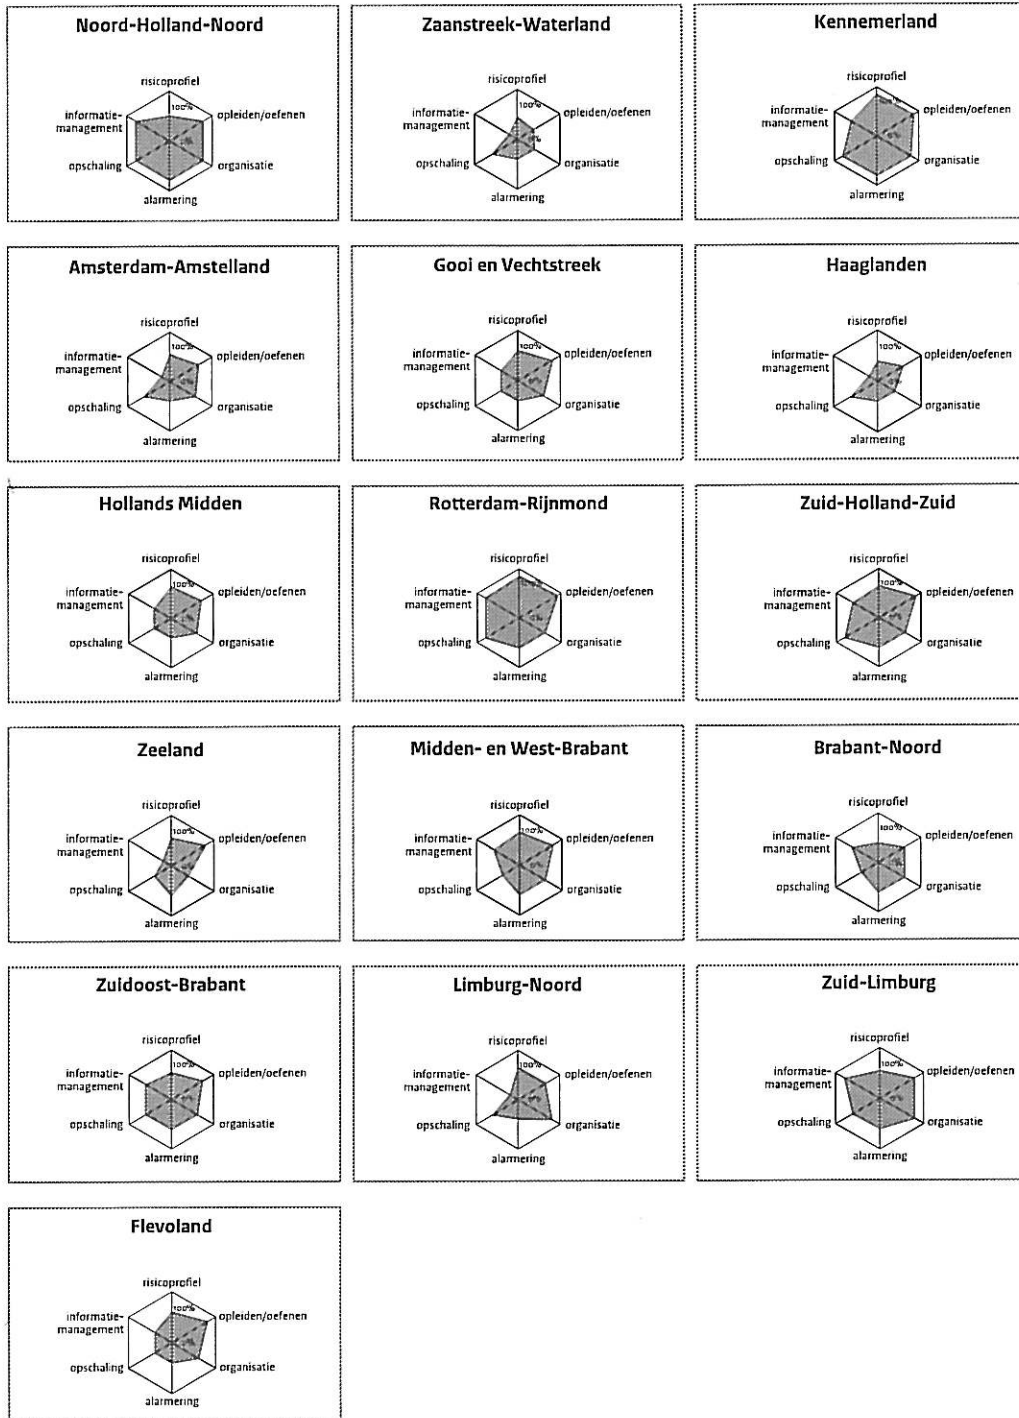 Noord-Holland-Noord
risicoprofiel
100%
informatie-
management
opleiden/oefenen
opschaling
organisatie
alarmering
Zaanstreek-Waterland
risicoprofiel
100%
informatie-
management
opleiden/oefenen
opschaling
organisatie
alarmering
Kennemerland
risicoprofiel
informatie-
management
opleiden/oefenen
opschaling
organisatie
alarmering
Amsterdam-Amstelland
risicoprofiel
100%
informatie-
management
opleiden/oefenen
opschaling
organisatie
alarmering
Gooi en Vechtstreek
risicoprofiel
100%
informatie-
management
opleiden/oefenen
opschaling
organisatie
alarmering
Haaglanden
risicoprofiel
100%
informatie-
management
opleiden/oefenen
opschaling
organisatie
alarmering
Hollands Midden
risicoprofiel
100%
informatie-
management
opleiden/oefenen
opschaling
organisatie
alarmering
Rotterdam-Rijnmond
risicoprofiel
informatie-
management
opleiden/oefenen
opschaling
organisatie
alarmering
Zuid-Holland-Zuid
risicoprofiel
100%
informatie-
management
opleiden/oefenen
opschaling
organisatie
alarmering
Zeeland
risicoprofiel
100%
informatie-
management
opleiden/oefenen
opschaling
organisatie
alarmering
Midden- en West-Brabant
risicoprofiel
100%
informatie-
management
opleiden/oefenen
opschaling
organisatie
alarmering
Brabant-Noord
risicoprofiel
100%
informatie-
management
opleiden/oefenen
opschaling
organisatie
alarmering
Zuidoost-Brabant
risicoprofiel
100%
informatie-
management
opleiden/oefenen
opschaling
organisatie
alarmering
Limburg-Noord
risicoprofiel
100%
informatie-
management
opleiden/oefenen
opschaling
organisatie
alarmering
Zuid-Limburg
risicoprofiel
100%
informatie-
management
opleiden/oefenen
opschaling
organisatie
alarmering
Flevoland
risicoprofiel
100%
informatie-
management
opleiden/oefenen
opschaling
organisatie
alarmering